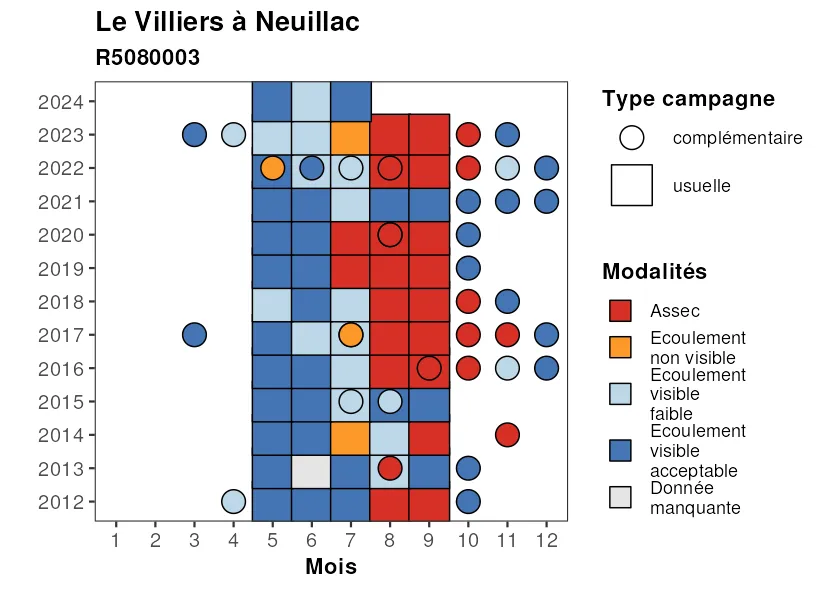 Le Villiers à Neuillac
R5080003
2024
2023
2022
2021
2020
2019
2018
2017
2016
2015
2014
2013
2012
1 2 3 4 5 6 7 8 9 10 11 12
Mois
Type campagne
complémentaire
usuelle
Modalités
Assec
Ecoulement
non visible
Ecoulement
visible
faible
Ecoulement
visible
acceptable
Donnée
manquante